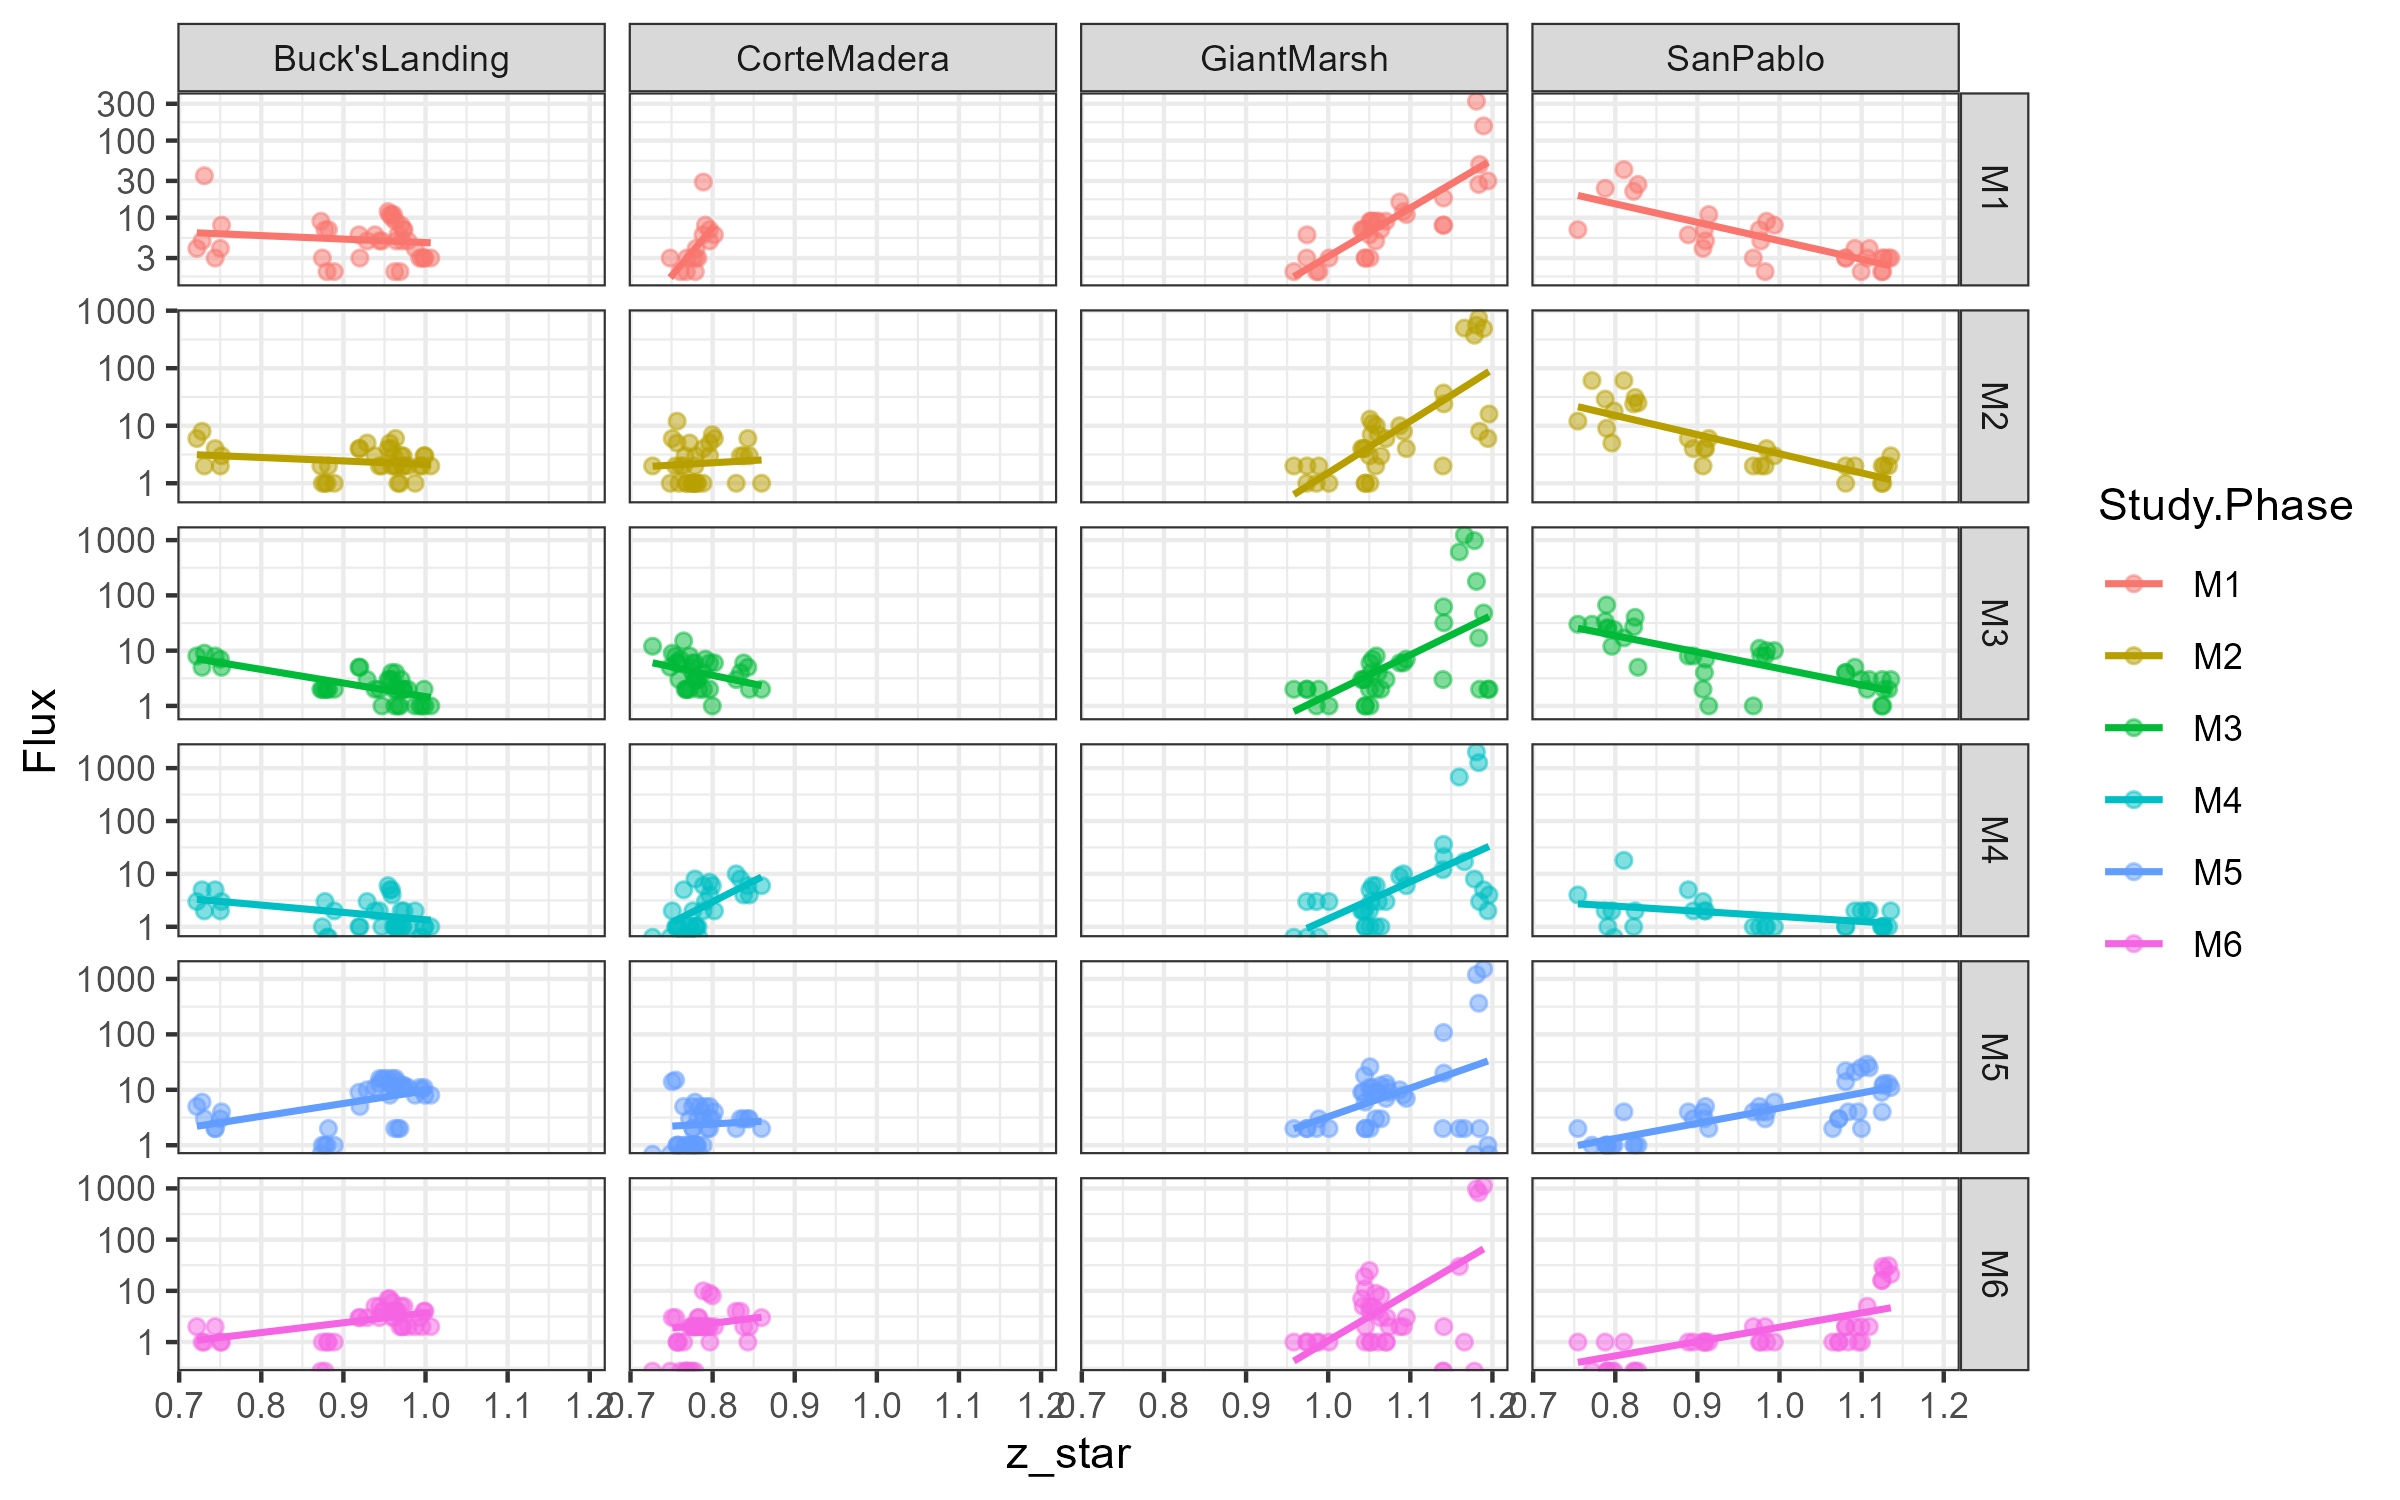 Buck'sLanding CorteMadera GiantMarsh SanPablo
300
100
30
10
3
M1
1000
100
10
1
M2
1000
100
10
1
M3
1000
100
10
1
M4
1000
100
10
1
M5
1000
100
10
1
M6
Flux
0.7 0.8 0.9 1.0 1.1 1.2 0.7 0.8 0.9 1.0 1.1 1.2 0.7 0.8 0.9 1.0 1.1 1.2 0.7 0.8 0.9 1.0 1.1 1.2
z_star
Study.Phase
M1
M2
M3
M4
M5
M6